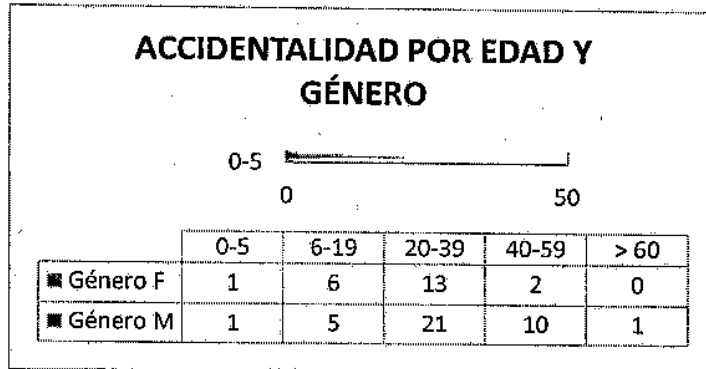 ACCIDENTALIDAD POR EDAD Y
GÉNERO
0-5
0 50
0-5 6-19 20-39 40-59 > 60
Género F 1 6 13 2 0
Género M 1 5 21 10 1